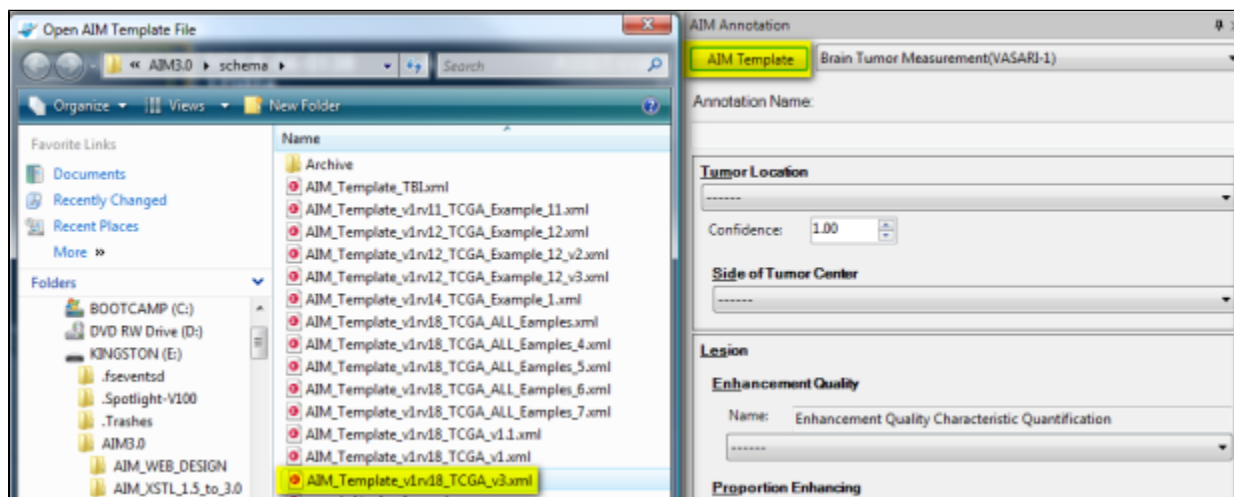 Open AIM Template File
« AIM3.0 ▸ schema ▸
Search
Organize
Views
New Folder
Favorite Links
Documents
Recently Changed
Recent Places
More »
Folders
BOOTCAMP (C:)
DVD RW Drive (D:)
KINGSTON (E:)
.fseventsd
.Spotlight-V100
.Trashes
AIM3.0
AIM_WEB_DESIGN
AIM_XSTL_1.5_to_3.0
Name
Archive
AIM_Template_TBI.xml
AIM_Template_v1rv11_TCGA_Example_11.xml
AIM_Template_v1rv12_TCGA_Example_12.xml
AIM_Template_v1rv12_TCGA_Example_12_v2.xml
AIM_Template_v1rv12_TCGA_Example_12_v3.xml
AIM_Template_v1rv14_TCGA_Example_1.xml
AIM_Template_v1rv18_TCGA_ALL_Eamples.xml
AIM_Template_v1rv18_TCGA_ALL_Eamples_4.xml
AIM_Template_v1rv18_TCGA_ALL_Eamples_5.xml
AIM_Template_v1rv18_TCGA_ALL_Eamples_6.xml
AIM_Template_v1rv18_TCGA_ALL_Eamples_7.xml
AIM_Template_v1rv18_TCGA_v1.1.xml
AIM_Template_v1rv18_TCGA_v1.xml
AIM_Template_v1rv18_TCGA_v3.xml
AIM Annotation
AIM Template
Brain Tumor Measurement(VASARI-1)
Annotation Name:
Tumor Location
------
Confidence: 1.00
Side of Tumor Center
------
Lesion
Enhancement Quality
Name: Enhancement Quality Characteristic Quantification
------
Proportion Enhancing